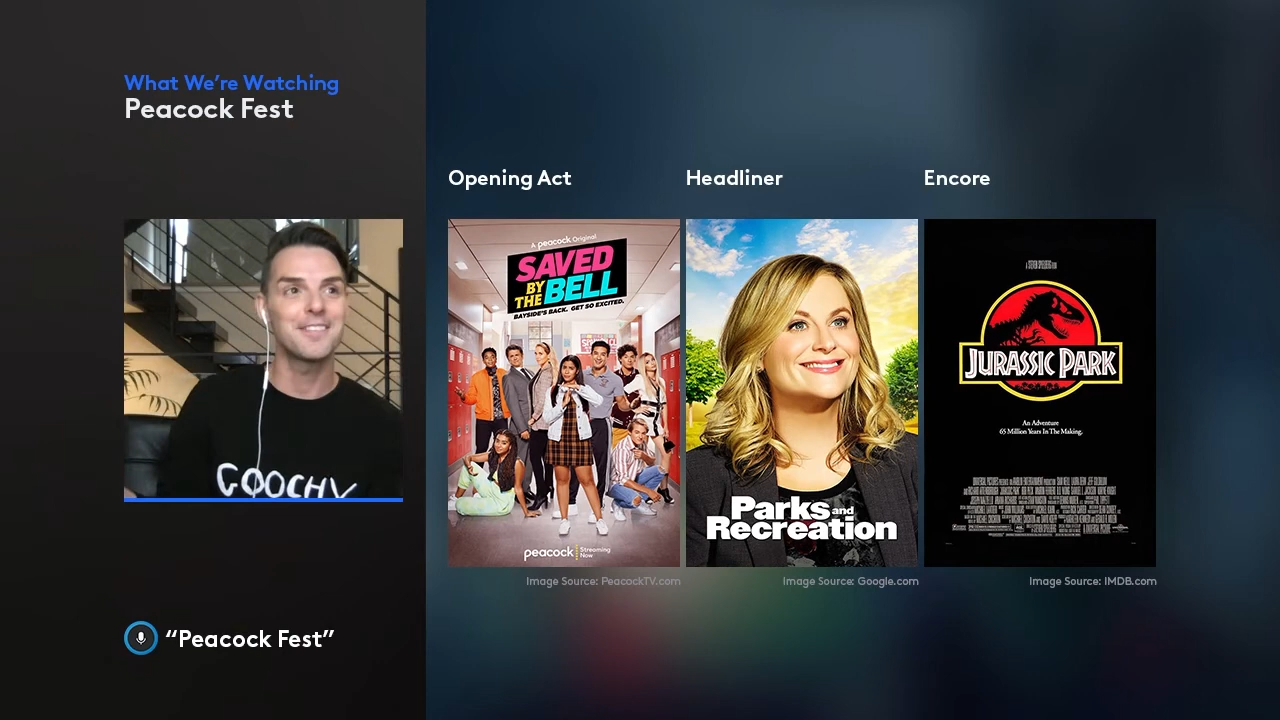 What We’re Watching
Peacock Fest
Opening Act
Headliner
Encore
GOOCHY
A peacock Original
SAVED
BY
THE
BELL
BAYSIDE'S BACK. GET SO EXCITED.
peacock
Streaming
Now
Parks and
Recreation
A STEVEN SPIELBERG FILM
JURASSIC PARK
An Adventure
65 Million Years In The Making.
Image Source: PeacockTV.com
Image Source: Google.com
Image Source: IMDB.com
“Peacock Fest”